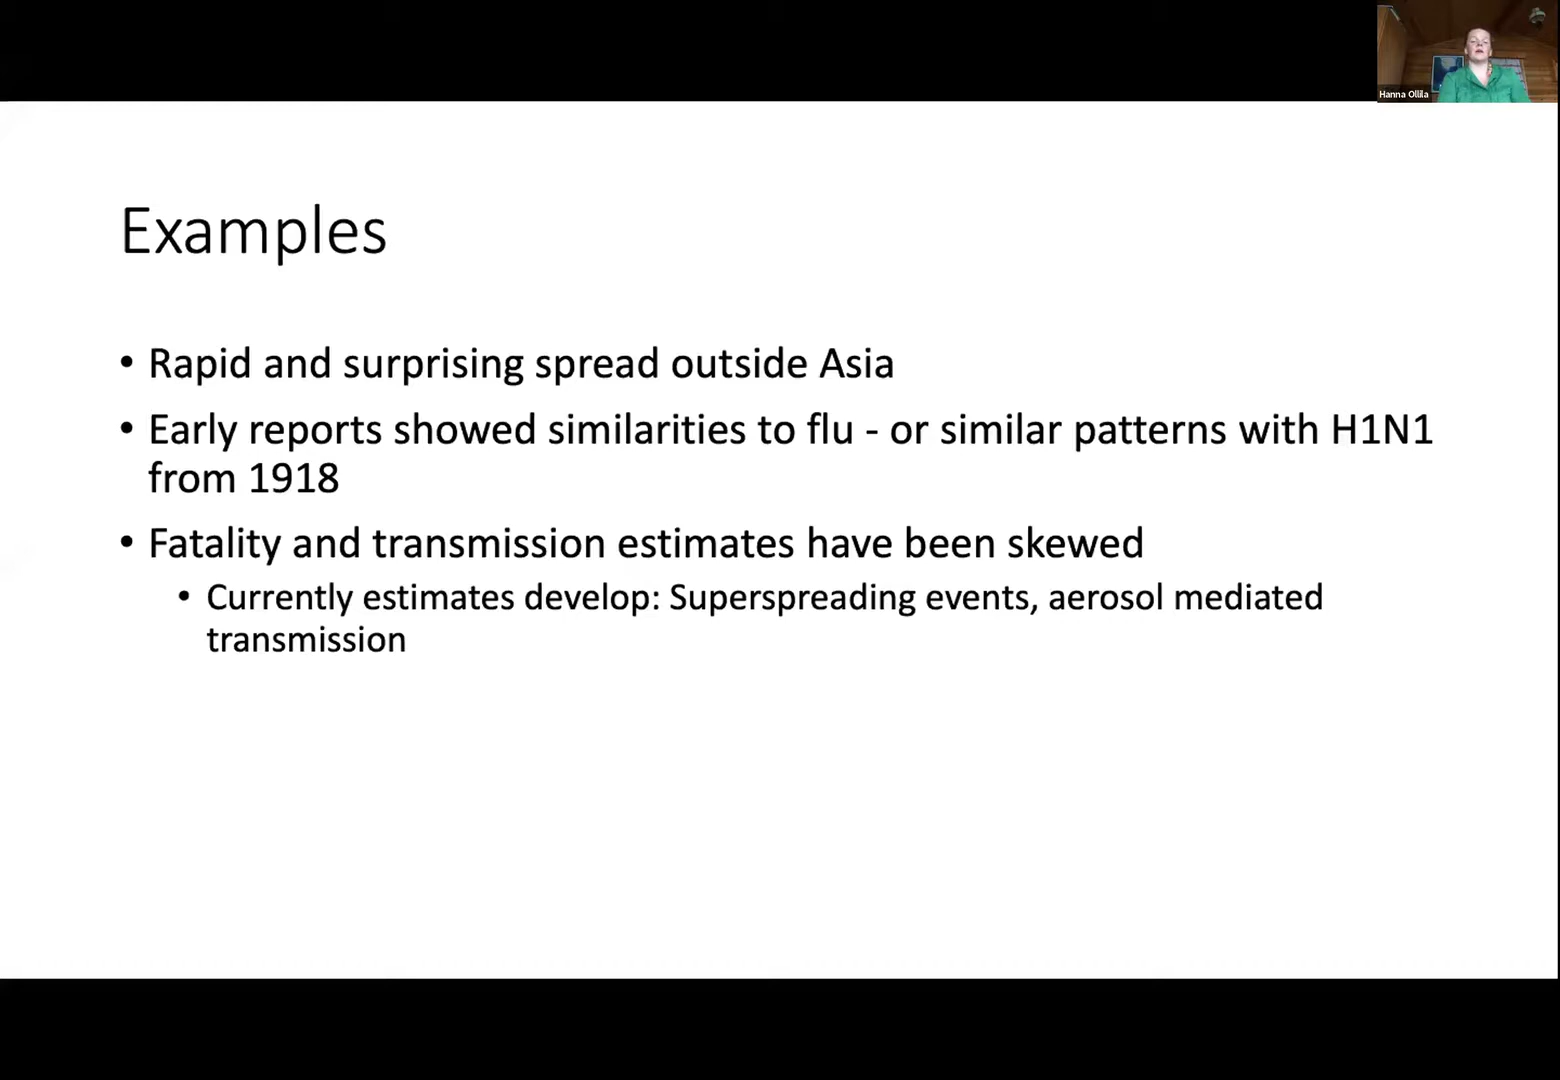 Hanna Ollila
Examples
• Rapid and surprising spread outside Asia
• Early reports showed similarities to flu - or similar patterns with H1N1
from 1918
• Fatality and transmission estimates have been skewed
• Currently estimates develop: Superspreading events, aerosol mediated
transmission